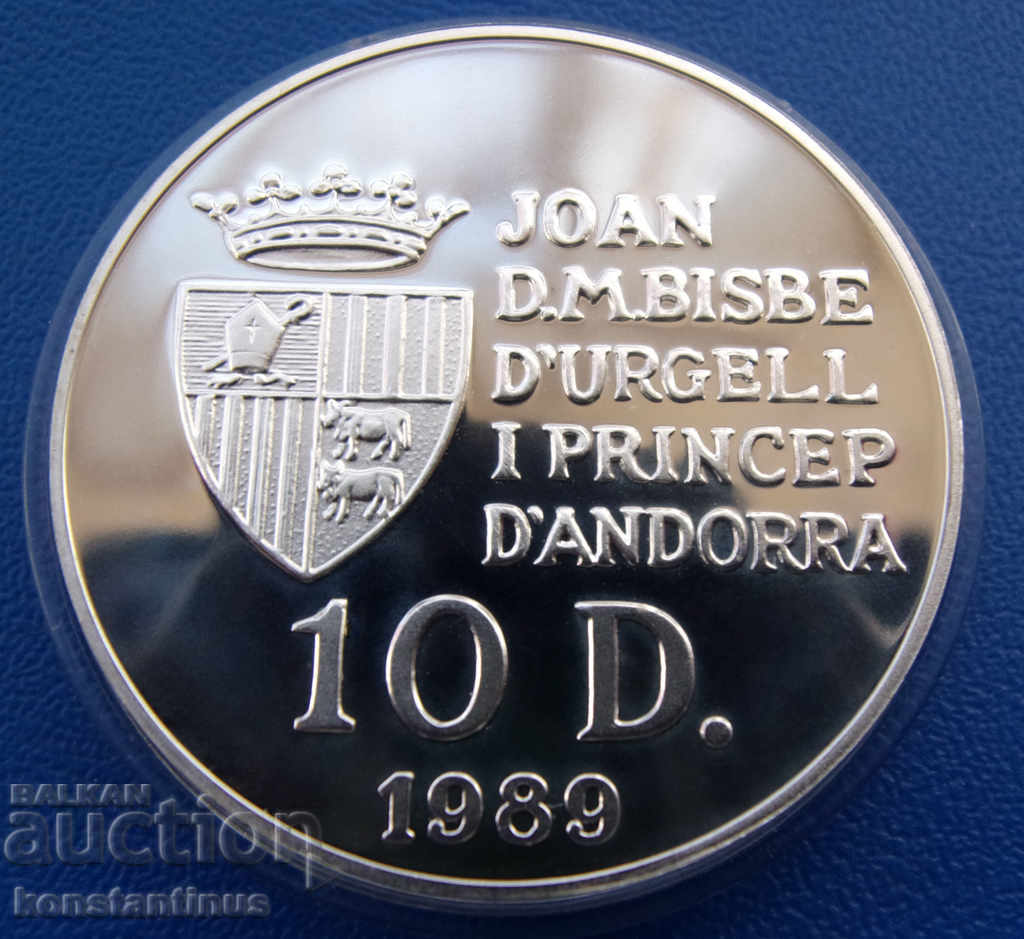 JOAN
D.M.BISBE
D'URGELL
I PRINCEP
D'ANDORRA
10 D.
1989
BALKAN
auction
konstantinus